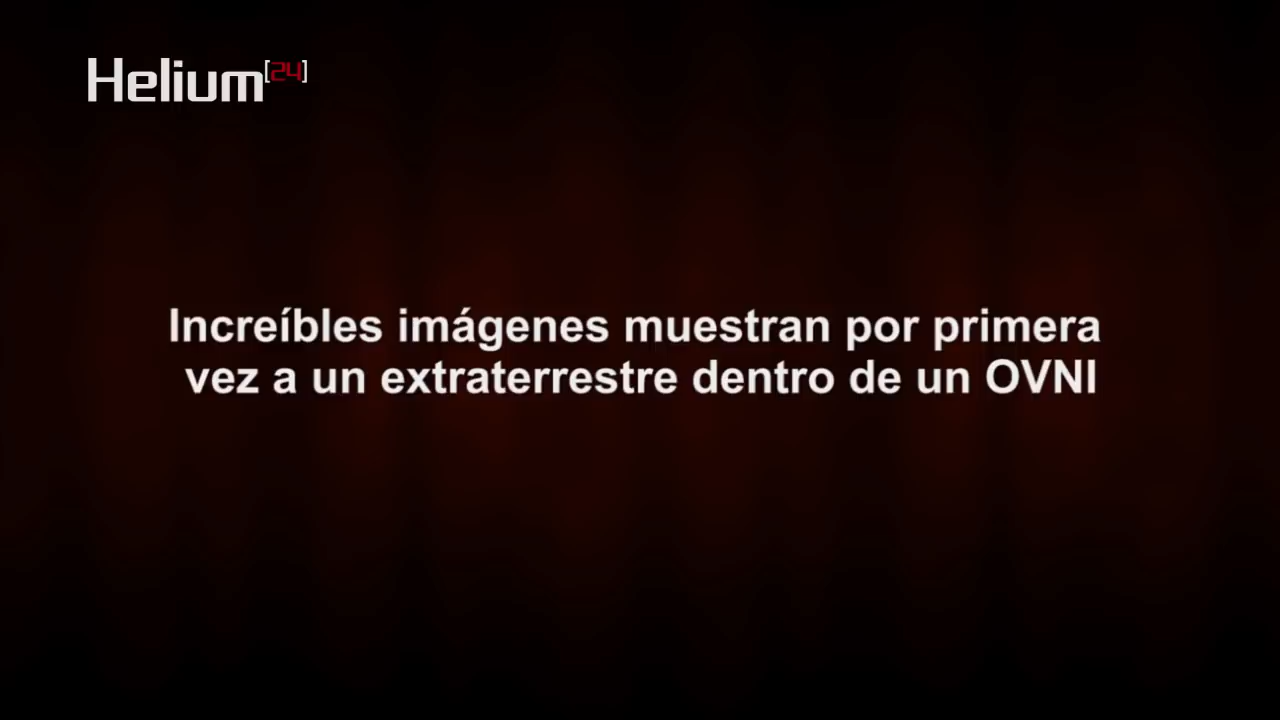 Helium[24]
Increíbles imágenes muestran por primera
vez a un extraterrestre dentro de un OVNI